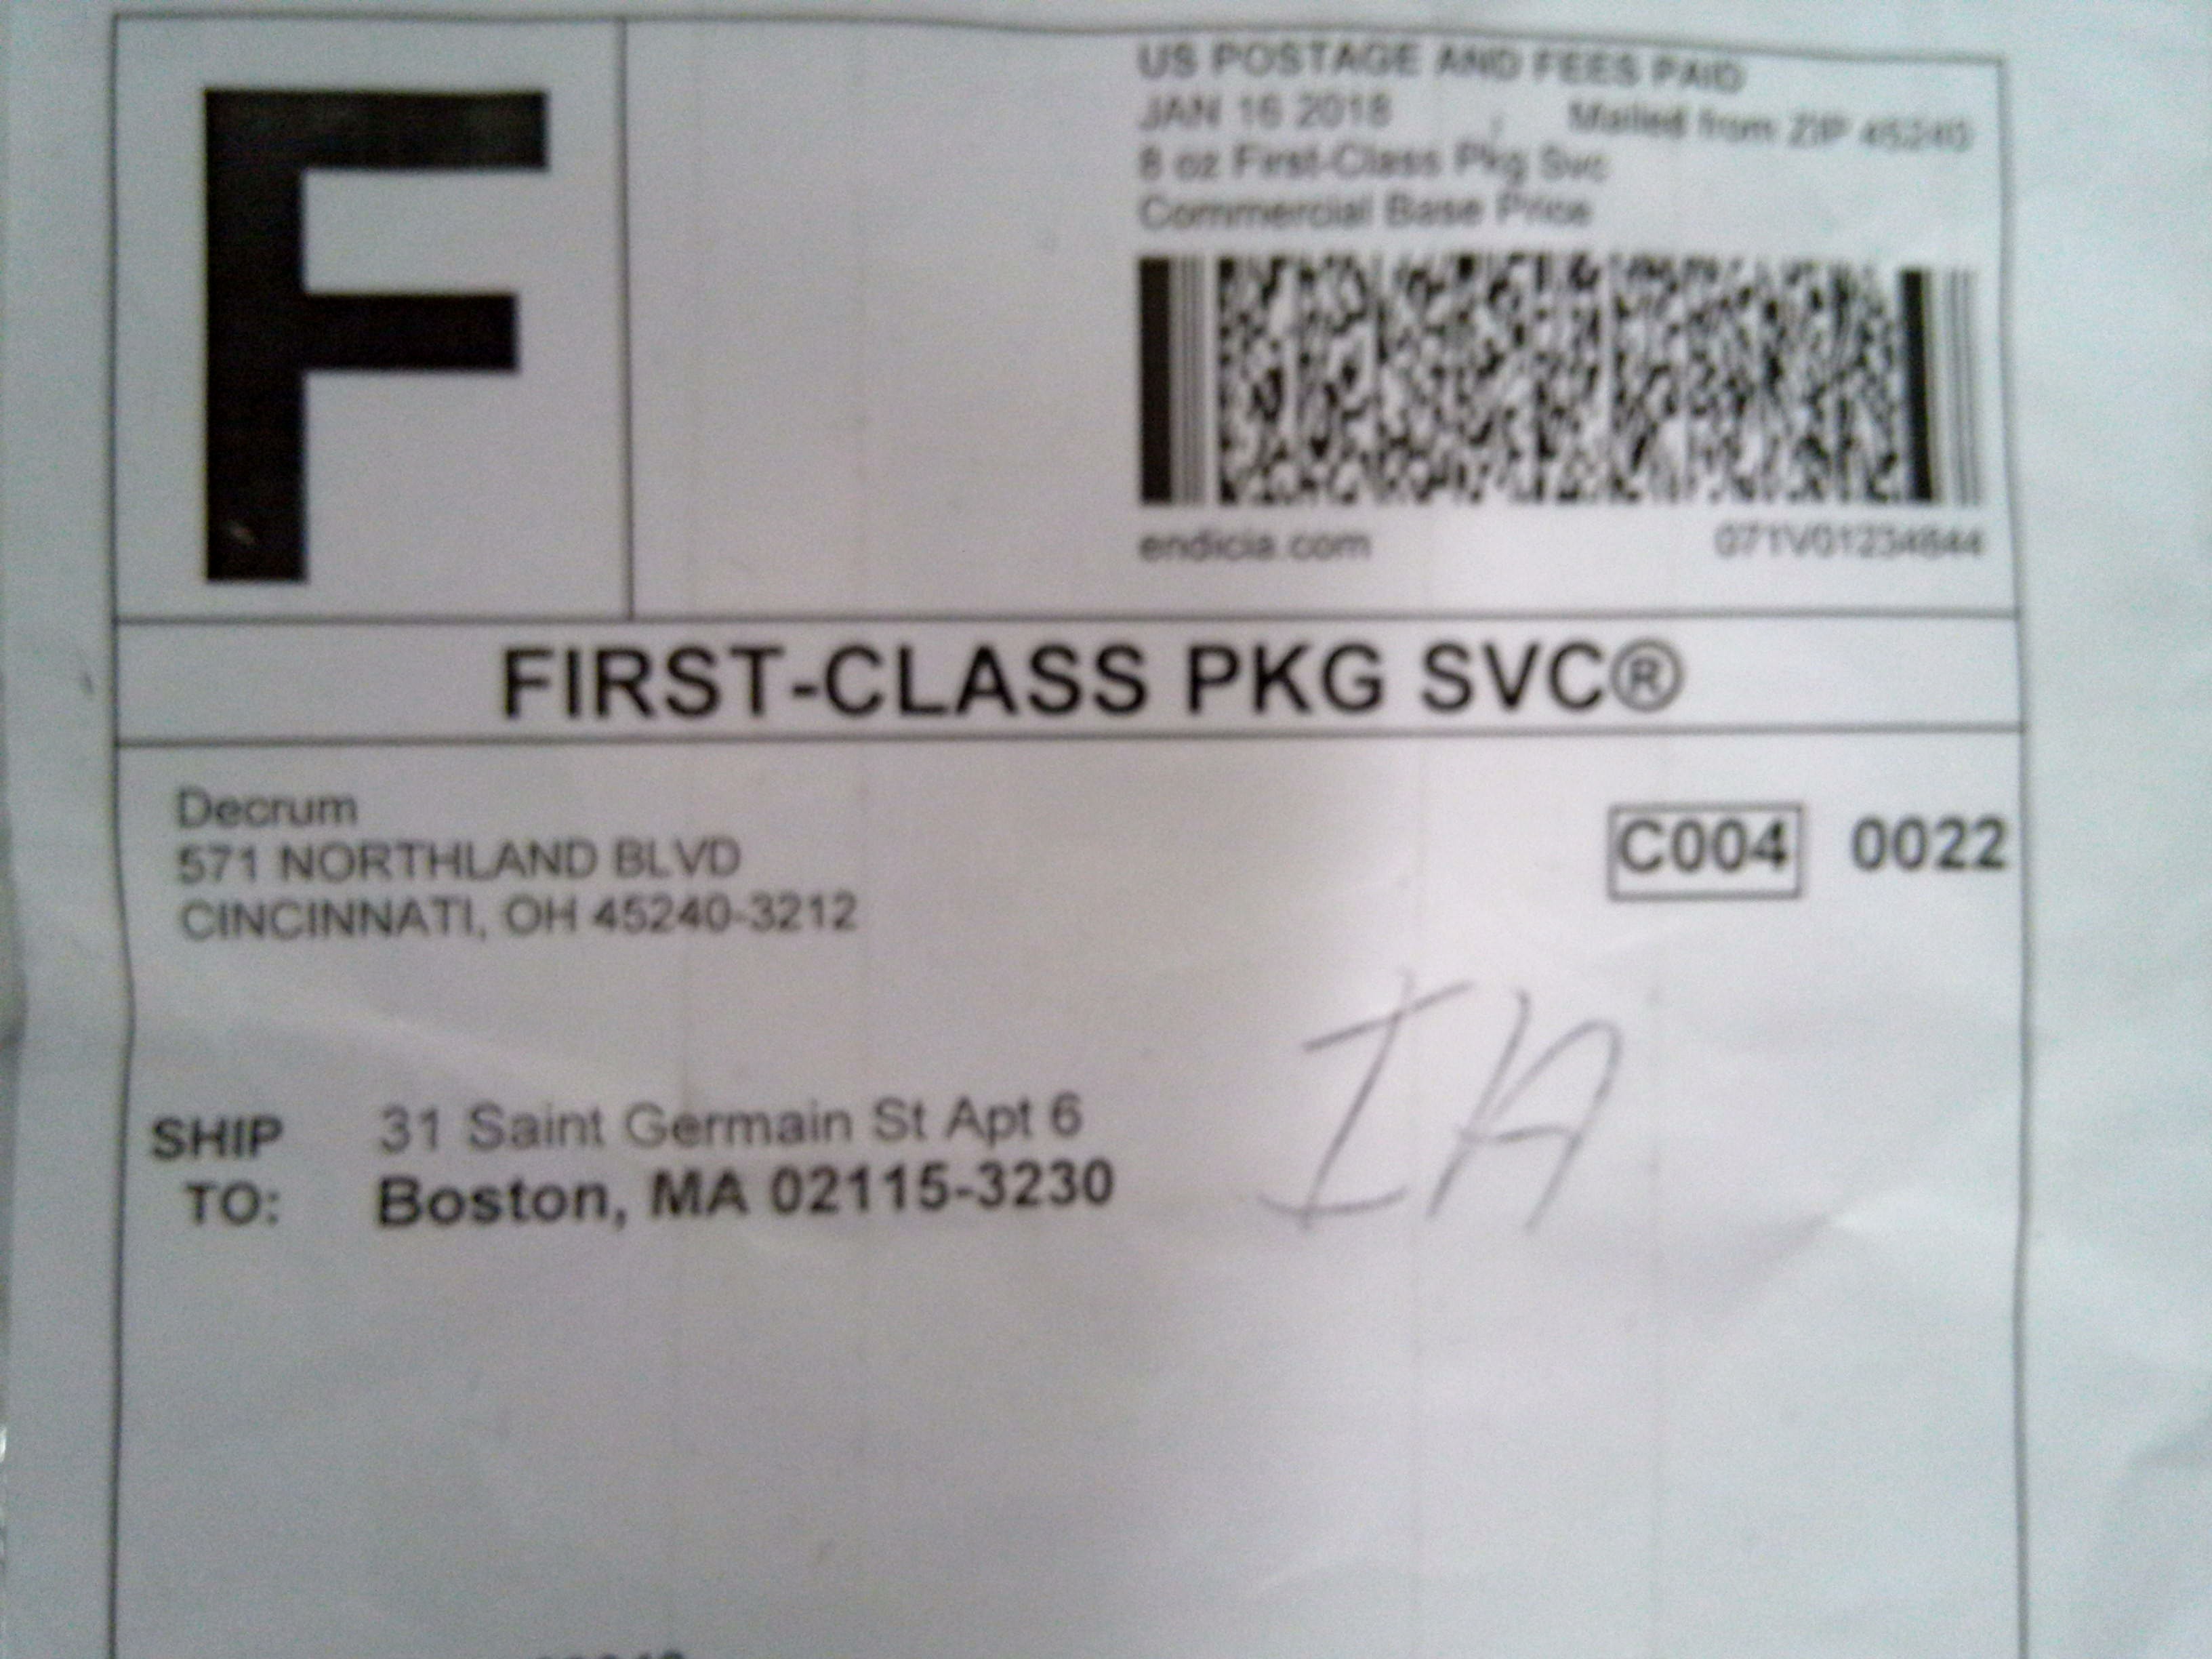 F
US POSTAGE AND FEES PAID
JAN 16 2018 Mailed from ZIP 45240
8 oz First-Class Pkg Svc
Commercial Base Price
endicia.com 071V01234644
FIRST-CLASS PKG SVC®
Decrum
571 NORTHLAND BLVD
CINCINNATI, OH 45240-3212
C004 0022
IA
SHIP TO: 31 Saint Germain St Apt 6
Boston, MA 02115-3230